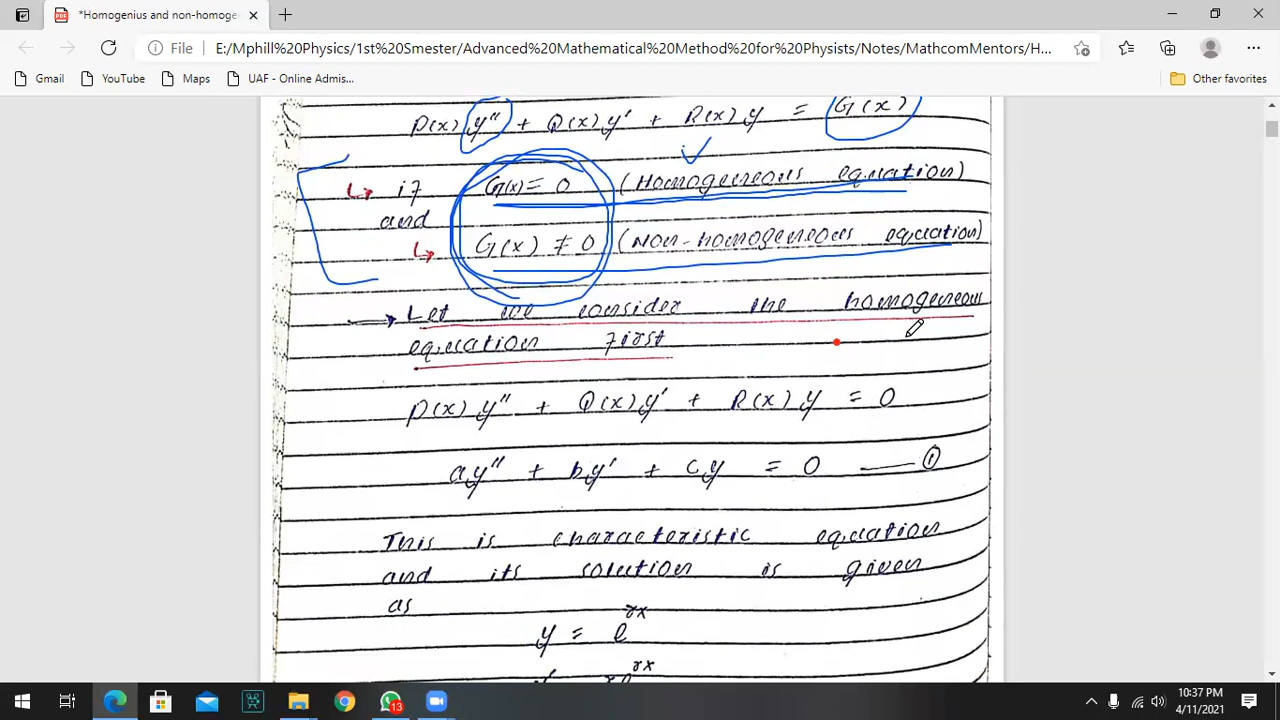 *Homogenius and non-homoge
File
E:/Mphill%20Physics/1st%20Smester/Advanced%20Mathematical%20Method%20for%20Physists/Notes/MathcomMentors/H...
Gmail
YouTube
Maps
UAF - Online Admis...
Other favorites
P(x) y'' + Q(x) y' + R(x) y = G(x)
↳ if G(x) = 0 (Homogeneous equation)
and
↳ G(x) ≠ 0 (Non-homogeneous equation)
→ Let we consider the homogeneous
equation first
P(x) y'' + Q(x) y' + R(x) y = 0
ay'' + by' + cy = 0 —— ①
This is characteristic equation
and its solution is given
as
y = e^{rx}
13
10:37 PM
4/11/2021